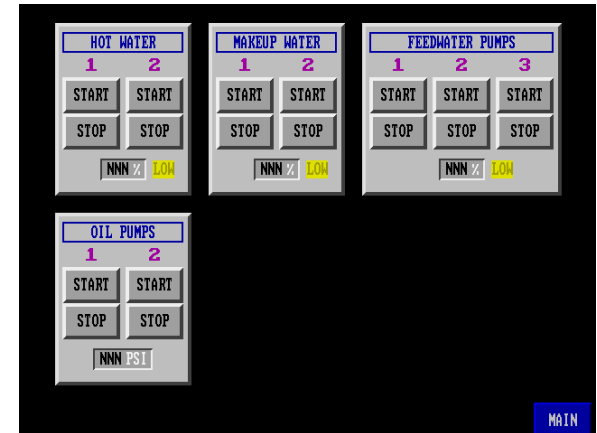 HOT WATER
1 2
START START
STOP STOP
NNN % LOW
MAKEUP WATER
1 2
START START
STOP STOP
NNN % LOW
FEEDWATER PUMPS
1 2 3
START START START
STOP STOP STOP
NNN % LOW
OIL PUMPS
1 2
START START
STOP STOP
NNN PSI
MAIN